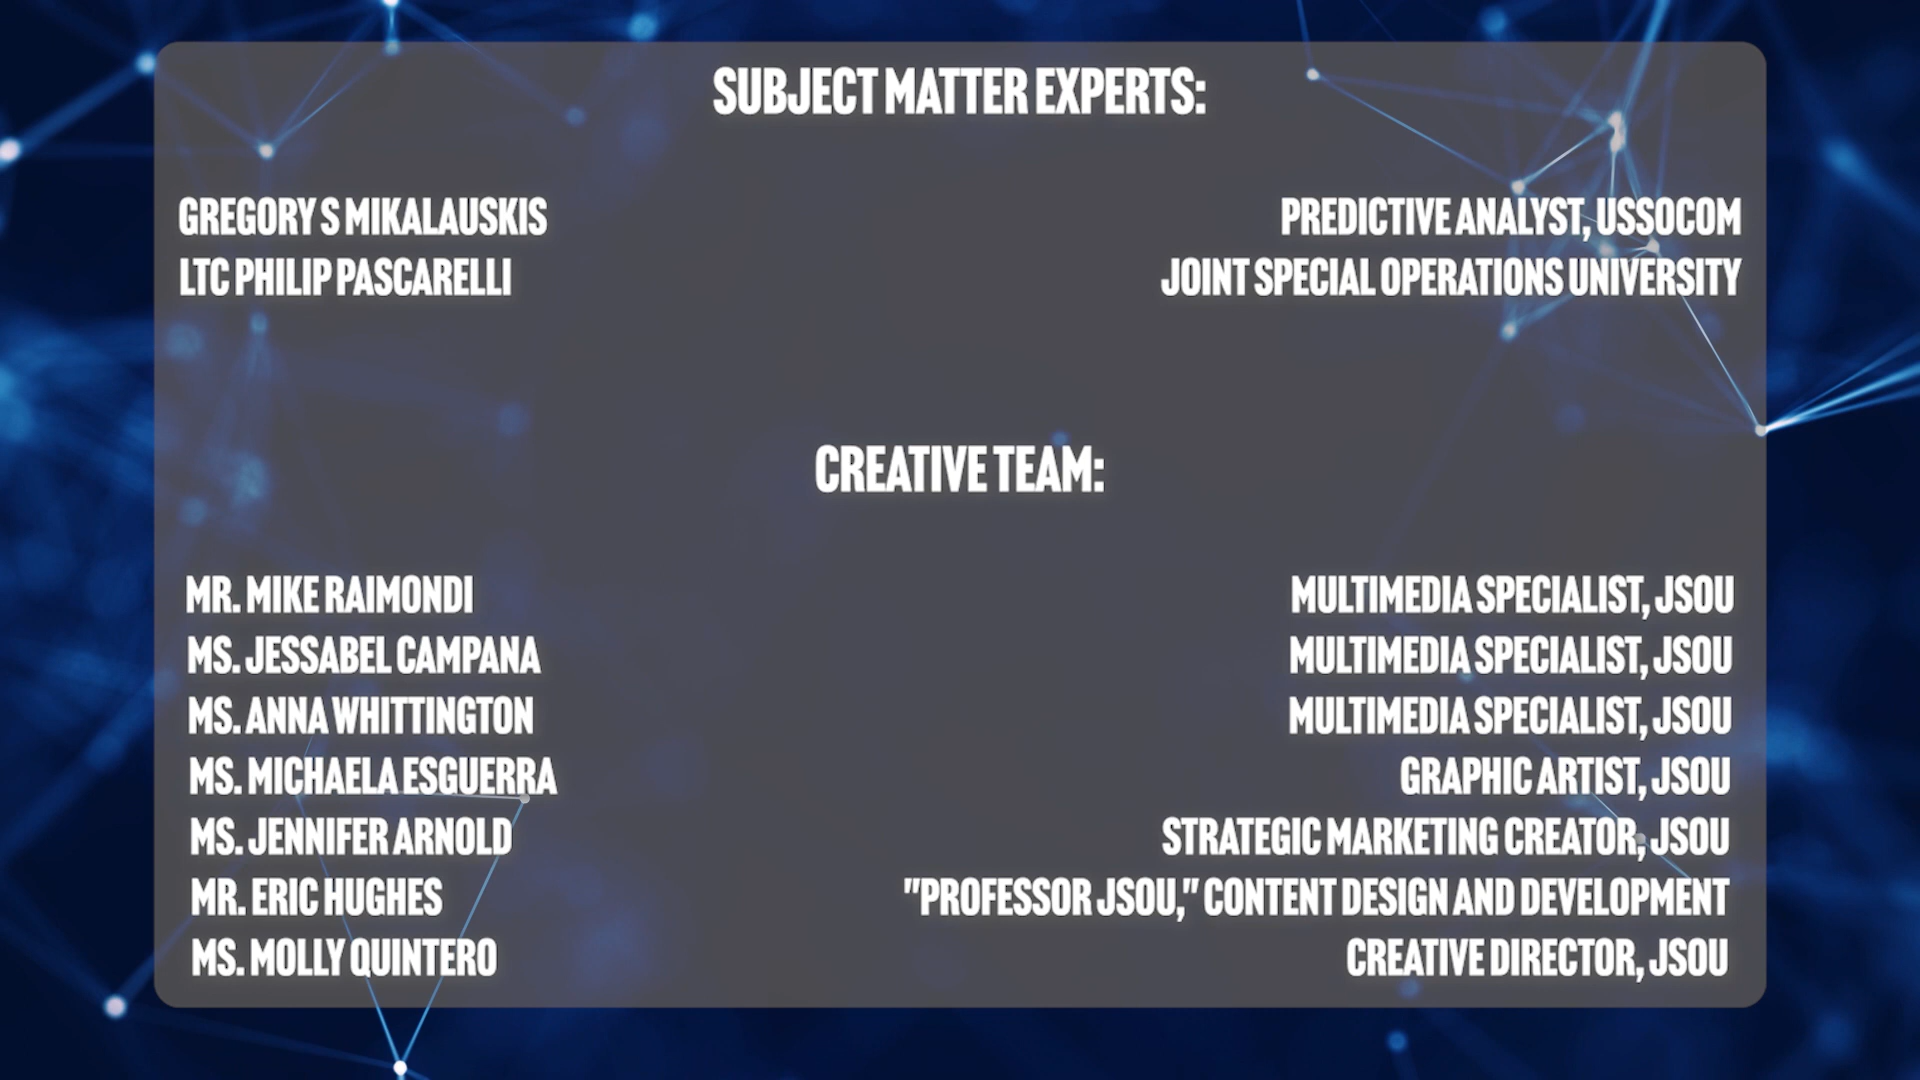 SUBJECT MATTER EXPERTS:
GREGORY S MIKALAUSKIS PREDICTIVE ANALYST, USSOCOM
LTC PHILIP PASCARELLI JOINT SPECIAL OPERATIONS UNIVERSITY
CREATIVE TEAM:
MR. MIKE RAIMONDI MULTIMEDIA SPECIALIST, JSOU
MS. JESSABEL CAMPANA MULTIMEDIA SPECIALIST, JSOU
MS. ANNA WHITTINGTON MULTIMEDIA SPECIALIST, JSOU
MS. MICHAELA ESGUERRA GRAPHIC ARTIST, JSOU
MS. JENNIFER ARNOLD STRATEGIC MARKETING CREATOR, JSOU
MR. ERIC HUGHES "PROFESSOR JSOU," CONTENT DESIGN AND DEVELOPMENT
MS. MOLLY QUINTERO CREATIVE DIRECTOR, JSOU